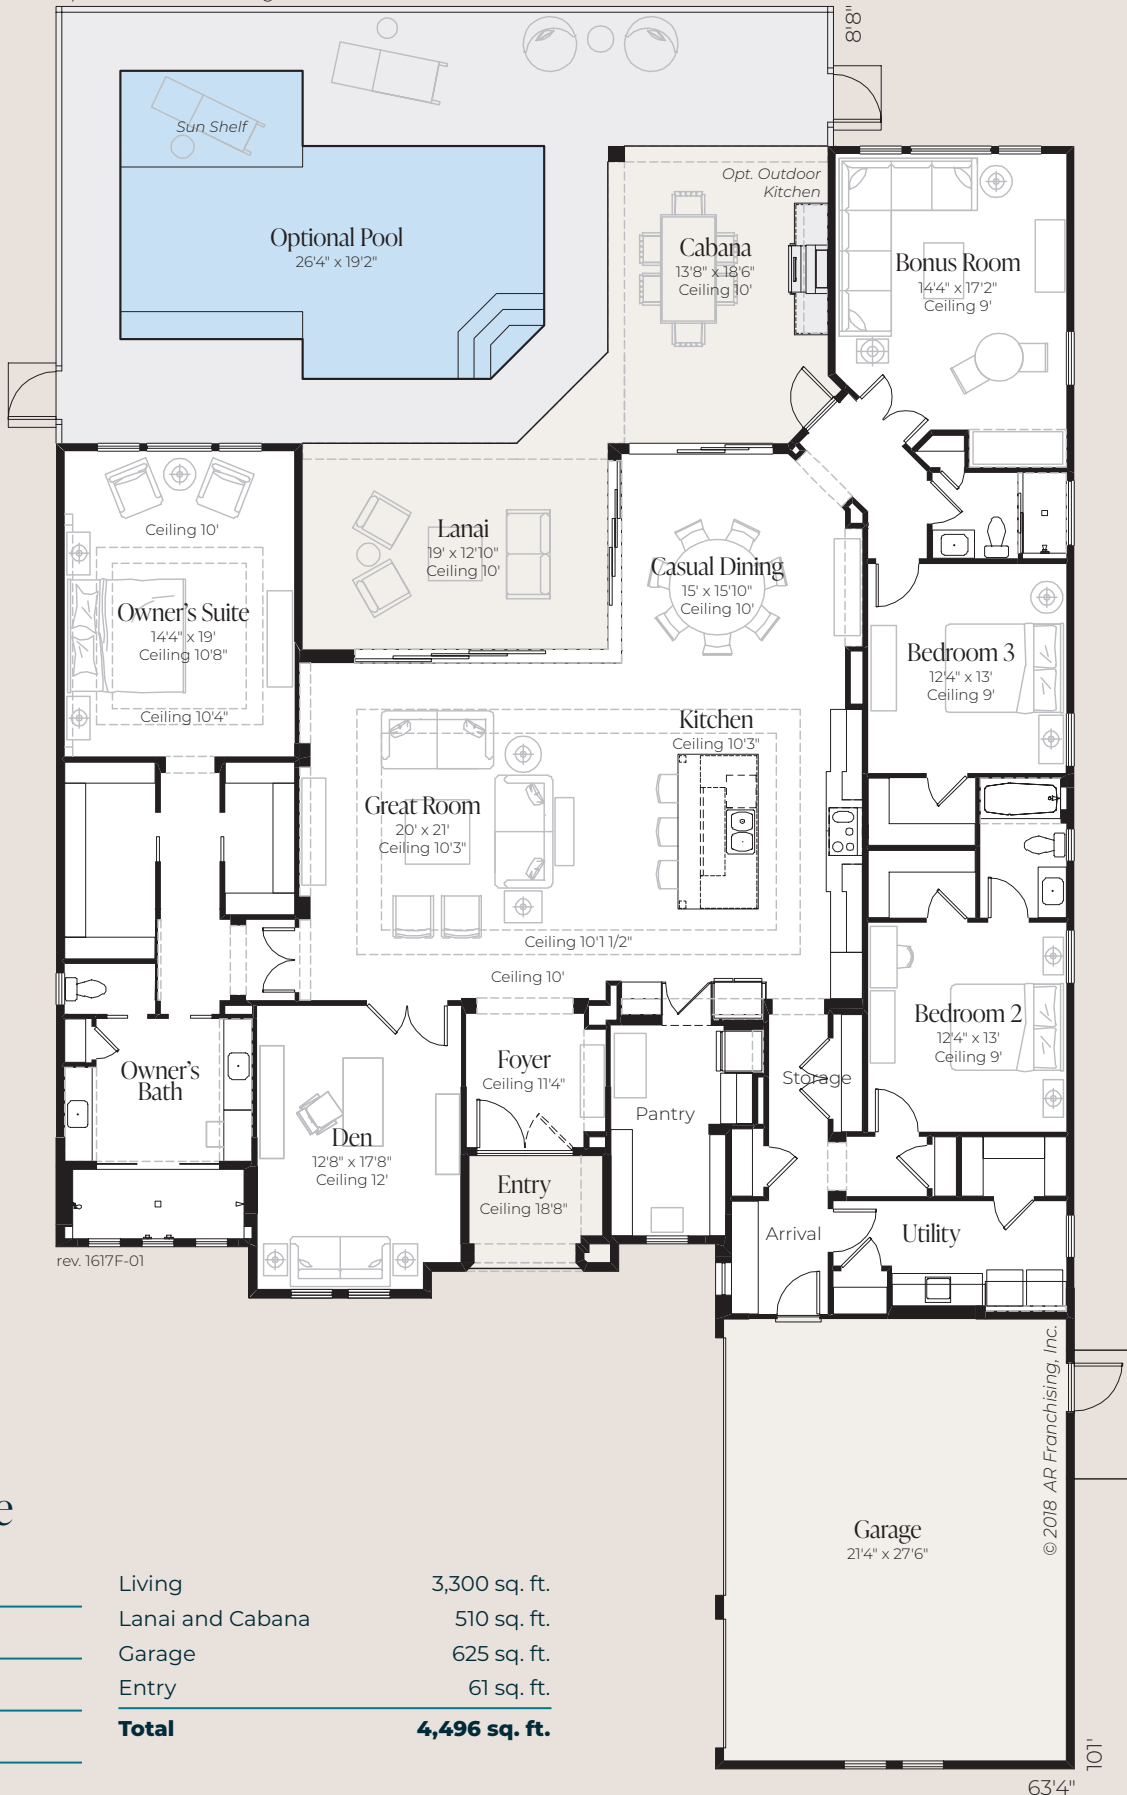 8'8"
Sun Shelf
Opt. Outdoor
Kitchen
Optional Pool
26'4" x 19'2"
Cabana
13'8" x 18'6"
Ceiling 10'
Bonus Room
14'4" x 17'2"
Ceiling 9'
Ceiling 10'
Lanai
19' x 12'10"
Ceiling 10'
Casual Dining
15' x 15'10"
Ceiling 10'
Owner's Suite
14'4" x 19'
Ceiling 10'8"
Ceiling 10'4"
Bedroom 3
12'4" x 13'
Ceiling 9'
Kitchen
Ceiling 10'3"
Great Room
20' x 21'
Ceiling 10'3"
Ceiling 10'1 1/2"
Ceiling 10'
Bedroom 2
12'4" x 13'
Ceiling 9'
Owner's
Bath
Foyer
Ceiling 11'4"
Storage
Pantry
Den
12'8" x 17'8"
Ceiling 12'
Entry
Ceiling 18'8"
Arrival
Utility
rev. 1617F-01
© 2018 AR Franchising, Inc.
Garage
21'4" x 27'6"
e
Living 3,300 sq. ft.
Lanai and Cabana 510 sq. ft.
Garage 625 sq. ft.
Entry 61 sq. ft.
Total 4,496 sq. ft.
101'
63'4"